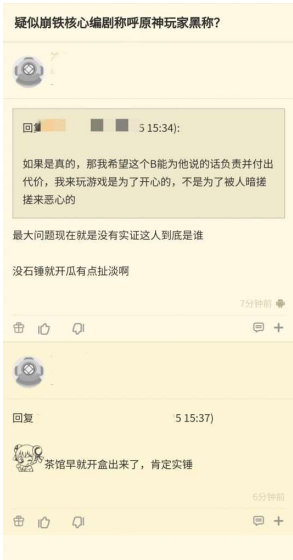 疑似崩铁核心编剧称呼原神玩家黑称？
回复
5 15:34):
如果是真的，那我希望这个B能为他说的话负责并付出
代价，我来玩游戏是为了开心的，不是为了被人暗搓
搓来恶心的
最大问题现在就是没有实证这人到底是谁
没石锤就开瓜有点扯淡啊
7分钟前
回复
5 15:37)
茶馆早就开盒出来了，肯定实锤
6分钟前